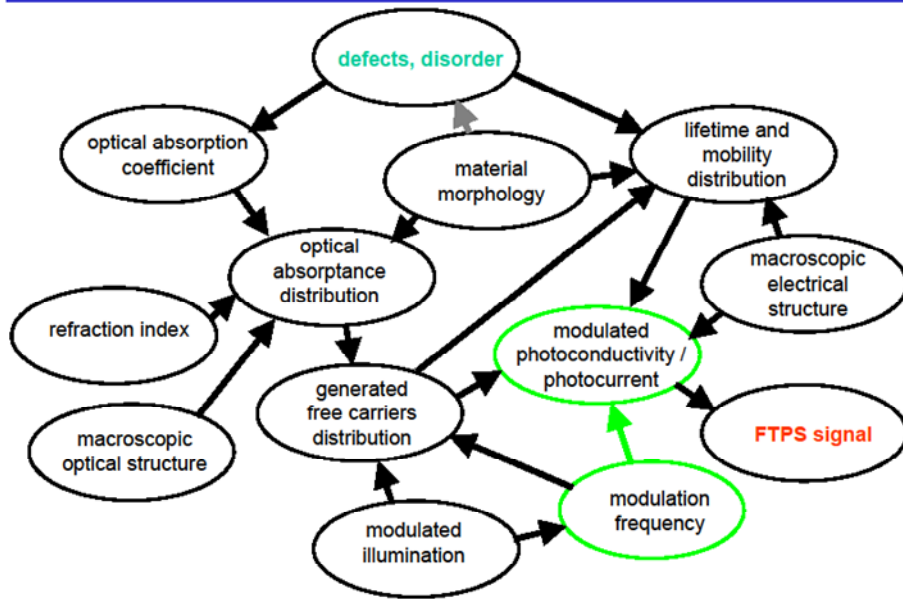 defects, disorder
optical absorption
coefficient
material
morphology
lifetime and
mobility
distribution
optical
absorptance
distribution
macroscopic
electrical
structure
refraction index
modulated
photoconductivity /
photocurrent
generated
free carriers
distribution
macroscopic
optical structure
FTPS signal
modulation
frequency
modulated
illumination